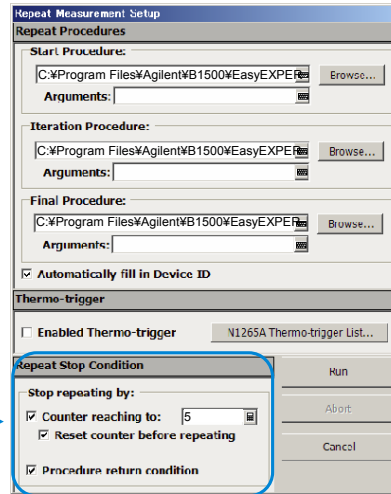 Repeat Measurement Setup
Repeat Procedures
Start Procedure:
C:¥Program Files¥Agilent¥B1500¥EasyEXPER
Browse...
Arguments:
Iteration Procedure:
C:¥Program Files¥Agilent¥B1500¥EasyEXPER
Browse...
Arguments:
Final Procedure:
C:¥Program Files¥Agilent¥B1500¥EasyEXPER
Browse...
Arguments:
Automatically fill in Device ID
Thermo-trigger
Enabled Thermo-trigger
N1265A Thermo-trigger List...
Repeat Stop Condition
Run
Stop repeating by:
Counter reaching to: 5
Abort
Reset counter before repeating
Cancel
Procedure return condition